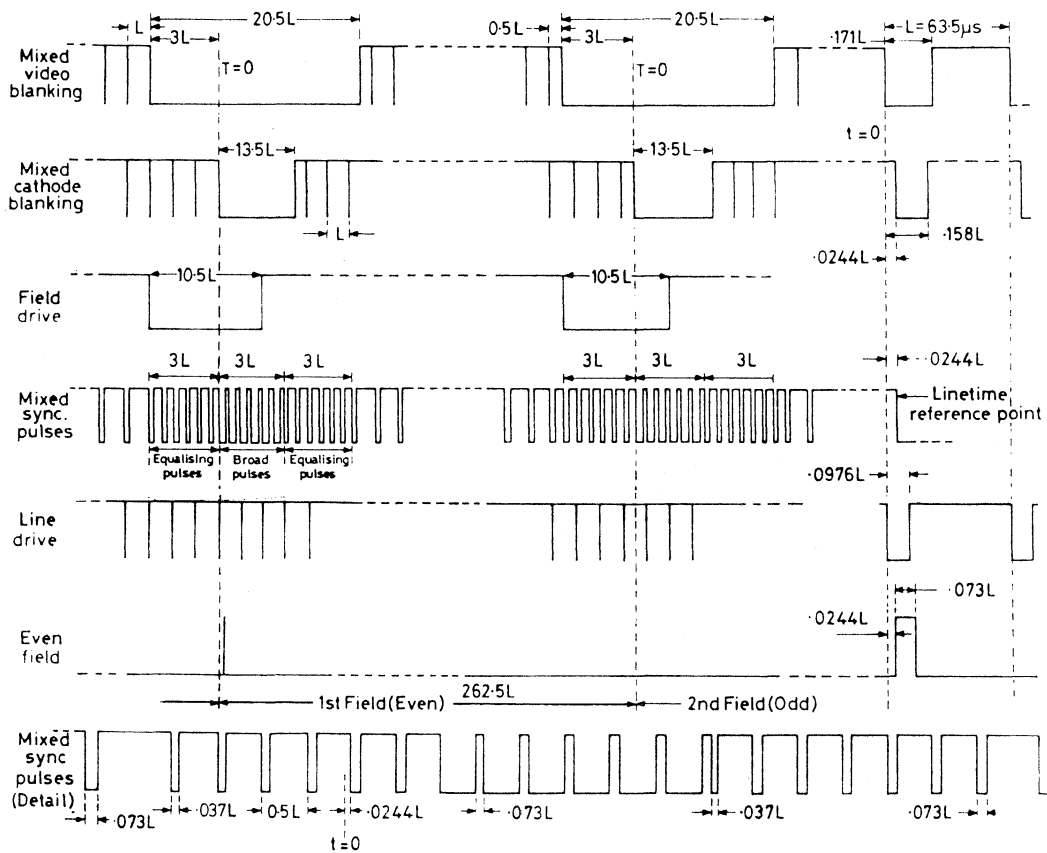 20·5L
20·5L
L
0·5L
3L
3L
·171L
L=63·5µs
Mixed
video
blanking
T=0
T=0
t=0
13·5L
13·5L
Mixed
cathode
blanking
L
·158L
·0244L
10·5L
10·5L
Field
drive
3L
3L
3L
3L
3L
3L
·0244L
Mixed
sync.
pulses
Linetime
reference point
Equalising
pulses
Broad
pulses
Equalising
pulses
·0976L
Line
drive
·073L
·0244L
Even
field
262·5L
1st Field(Even)
2nd Field(Odd)
Mixed
sync
pulses
(Detail)
·073L
·037L
0·5L
·0244L
·073L
·037L
·073L
t=0